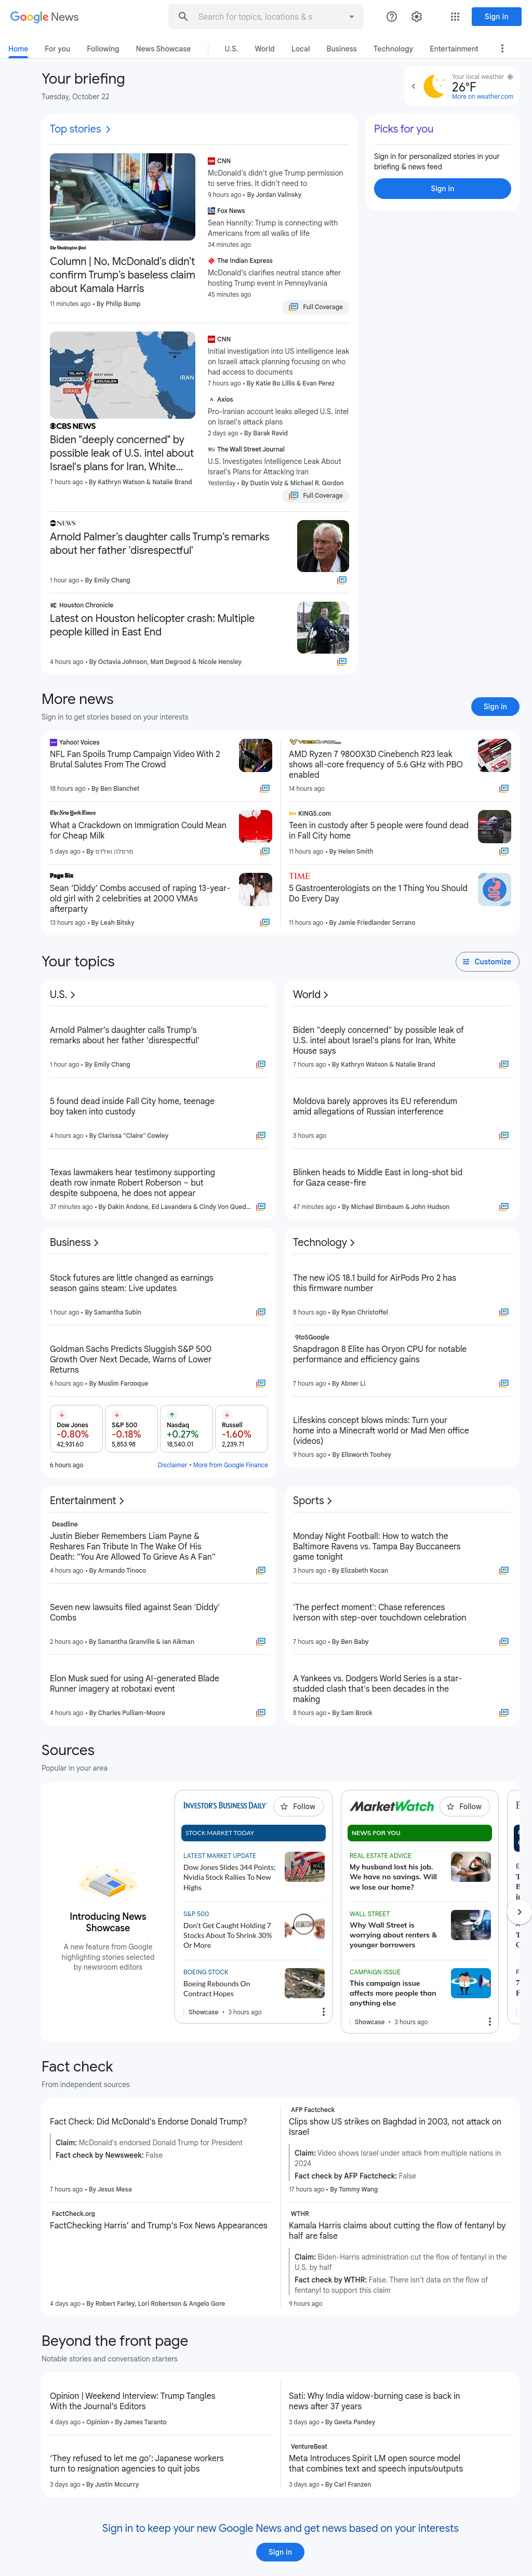 Google News
Search for topics, locations & s
Sign in
Home
For you
Following
News Showcase
U.S.
World
Local
Business
Technology
Entertainment
Your briefing
Tuesday, October 22
Your local weather
26°F
More on weather.com
Top stories
The Washington Post
Column | No, McDonald’s didn’t
confirm Trump’s baseless claim
about Kamala Harris
11 minutes ago • By Philip Bump
CNN
McDonald’s didn’t give Trump permission
to serve fries. It didn’t need to
9 hours ago • By Jordan Valinsky
Fox News
Sean Hannity: Trump is connecting with
Americans from all walks of life
34 minutes ago
The Indian Express
McDonald’s clarifies neutral stance after
hosting Trump event in Pennsylvania
45 minutes ago
Full Coverage
Picks for you
Sign in for personalized stories in your
briefing & news feed
Sign in
TEL AVIV
GAZA STRIP
WEST BANK
JERUSALEM
ISRAEL
IRAN
CBS NEWS
Biden "deeply concerned" by
possible leak of U.S. intel about
Israel's plans for Iran, White...
7 hours ago • By Kathryn Watson & Natalie Brand
CNN
Initial investigation into US intelligence leak
on Israeli attack planning focusing on who
had access to documents
7 hours ago • By Katie Bo Lillis & Evan Perez
Axios
Pro-Iranian account leaks alleged U.S. intel
on Israel's attack plans
2 days ago • By Barak Ravid
The Wall Street Journal
U.S. Investigates Intelligence Leak About
Israel's Plans for Attacking Iran
Yesterday • By Dustin Volz & Michael R. Gordon
Full Coverage
NEWS
Arnold Palmer’s daughter calls Trump’s remarks
about her father 'disrespectful'
1 hour ago • By Emily Chang
Houston Chronicle
Latest on Houston helicopter crash: Multiple
people killed in East End
4 hours ago • By Octavia Johnson, Matt Degrood & Nicole Hensley
More news
Sign in to get stories based on your interests
Sign in
Yahoo! Voices
NFL Fan Spoils Trump Campaign Video With 2
Brutal Salutes From The Crowd
18 hours ago • By Ben Blanchet
VIDEOCARDZ.COM
AMD Ryzen 7 9800X3D Cinebench R23 leak
shows all-core frequency of 5.6 GHz with PBO
enabled
14 hours ago
The New York Times
What a Crackdown on Immigration Could Mean
for Cheap Milk
5 days ago • By מרסלה ואלדס
KING5.com
Teen in custody after 5 people were found dead
in Fall City home
11 hours ago • By Helen Smith
Page Six
Sean ‘Diddy’ Combs accused of raping 13-year-
old girl with 2 celebrities at 2000 VMAs
afterparty
13 hours ago • By Leah Bitsky
TIME
5 Gastroenterologists on the 1 Thing You Should
Do Every Day
11 hours ago • By Jamie Friedlander Serrano
Your topics
Customize
U.S.
Arnold Palmer’s daughter calls Trump’s
remarks about her father 'disrespectful'
1 hour ago • By Emily Chang
5 found dead inside Fall City home, teenage
boy taken into custody
4 hours ago • By Clarissa "Claire" Cowley
Texas lawmakers hear testimony supporting
death row inmate Robert Roberson – but
despite subpoena, he does not appear
37 minutes ago • By Dakin Andone, Ed Lavandera & Cindy Von Qued...
World
Biden "deeply concerned" by possible leak of
U.S. intel about Israel's plans for Iran, White
House says
7 hours ago • By Kathryn Watson & Natalie Brand
Moldova barely approves its EU referendum
amid allegations of Russian interference
3 hours ago
Blinken heads to Middle East in long-shot bid
for Gaza cease-fire
47 minutes ago • By Michael Birnbaum & John Hudson
Business
Stock futures are little changed as earnings
season gains steam: Live updates
1 hour ago • By Samantha Subin
Goldman Sachs Predicts Sluggish S&P 500
Growth Over Next Decade, Warns of Lower
Returns
6 hours ago • By Muslim Farooque
Dow Jones
-0.80%
42,931.60
S&P 500
-0.18%
5,853.98
Nasdaq
+0.27%
18,540.01
Russell
-1.60%
2,239.71
6 hours ago
Disclaimer • More from Google Finance
Technology
The new iOS 18.1 build for AirPods Pro 2 has
this firmware number
8 hours ago • By Ryan Christoffel
9to5Google
Snapdragon 8 Elite has Oryon CPU for notable
performance and efficiency gains
7 hours ago • By Abner Li
Lifeskins concept blows minds: Turn your
home into a Minecraft world or Mad Men office
(videos)
9 hours ago • By Ellsworth Toohey
Entertainment
Deadline
Justin Bieber Remembers Liam Payne &
Reshares Fan Tribute In The Wake Of His
Death: "You Are Allowed To Grieve As A Fan"
4 hours ago • By Armando Tinoco
Seven new lawsuits filed against Sean 'Diddy'
Combs
2 hours ago • By Samantha Granville & Ian Aikman
Elon Musk sued for using AI-generated Blade
Runner imagery at robotaxi event
4 hours ago • By Charles Pulliam-Moore
Sports
Monday Night Football: How to watch the
Baltimore Ravens vs. Tampa Bay Buccaneers
game tonight
3 hours ago • By Elizabeth Kocan
'The perfect moment': Chase references
Iverson with step-over touchdown celebration
7 hours ago • By Ben Baby
A Yankees vs. Dodgers World Series is a star-
studded clash that's been decades in the
making
8 hours ago • By Sam Brock
Sources
Popular in your area
Introducing News
Showcase
A new feature from Google
highlighting stories selected
by newsroom editors
INVESTOR'S BUSINESS DAILY
Follow
STOCK MARKET TODAY
LATEST MARKET UPDATE
Dow Jones Slides 344 Points;
Nvidia Stock Rallies To New
Highs
S&P 500
Don't Get Caught Holding 7
Stocks About To Shrink 30%
Or More
BOEING STOCK
Boeing Rebounds On
Contract Hopes
Showcase • 3 hours ago
MarketWatch
Follow
NEWS FOR YOU
REAL ESTATE ADVICE
My husband lost his job.
We have no savings. Will
we lose our home?
WALL STREET
Why Wall Street is
worrying about renters &
younger borrowers
CAMPAIGN ISSUE
This campaign issue
affects more people than
anything else
Showcase • 3 hours ago
Fact check
From independent sources
Fact Check: Did McDonald's Endorse Donald Trump?
Claim: McDonald's endorsed Donald Trump for President
Fact check by Newsweek: False
7 hours ago • By Jesus Mesa
AFP Factcheck
Clips show US strikes on Baghdad in 2003, not attack on
Israel
Claim: Video shows Israel under attack from multiple nations in
2024
Fact check by AFP Factcheck: False
17 hours ago • By Tommy Wang
FactCheck.org
FactChecking Harris’ and Trump’s Fox News Appearances
4 days ago • By Robert Farley, Lori Robertson & Angelo Gore
WTHR
Kamala Harris claims about cutting the flow of fentanyl by
half are false
Claim: Biden-Harris administration cut the flow of fentanyl in the
U.S. by half
Fact check by WTHR: False. There isn't data on the flow of
fentanyl to support this claim
9 hours ago
Beyond the front page
Notable stories and conversation starters
Opinion | Weekend Interview: Trump Tangles
With the Journal’s Editors
4 days ago • Opinion • By James Taranto
Sati: Why India widow-burning case is back in
news after 37 years
3 days ago • By Geeta Pandey
‘They refused to let me go’: Japanese workers
turn to resignation agencies to quit jobs
3 days ago • By Justin Mccurry
VentureBeat
Meta Introduces Spirit LM open source model
that combines text and speech inputs/outputs
3 days ago • By Carl Franzen
Sign in to keep your new Google News and get news based on your interests
Sign in